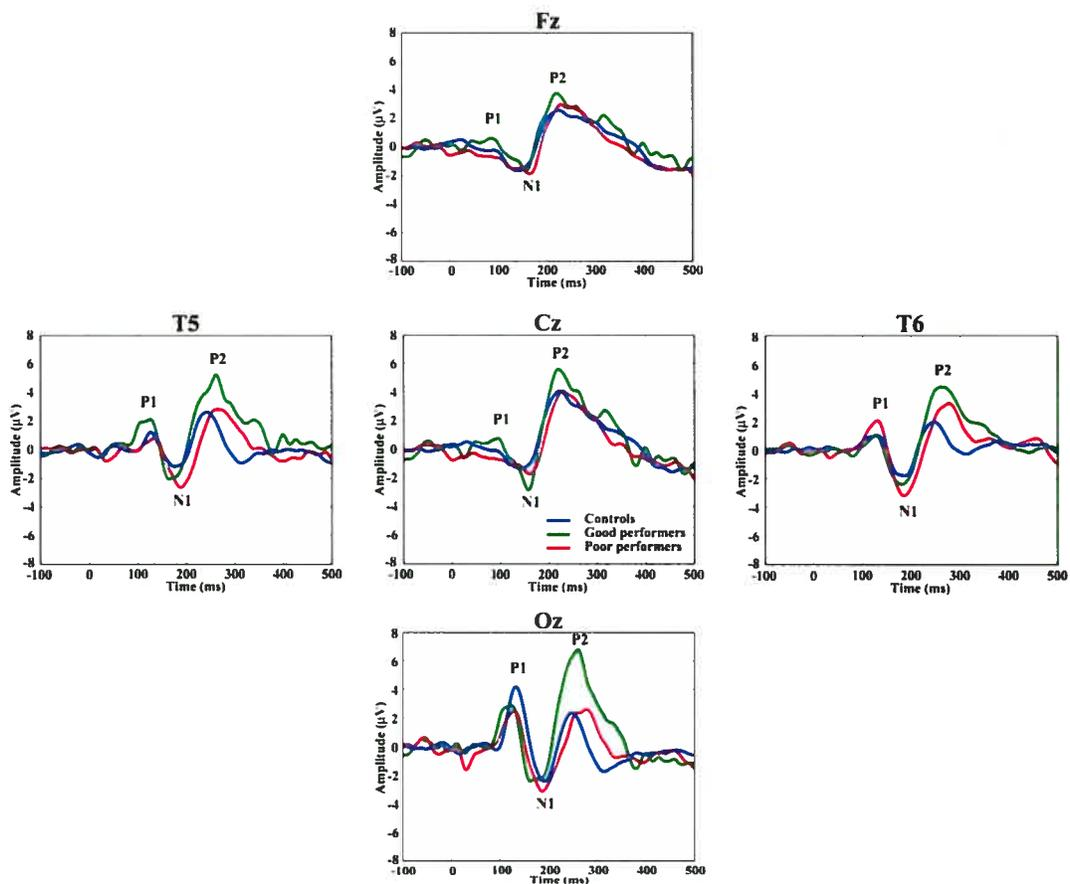 Fz
8
6
4
2
0
-2
-4
-6
-8
Amplitude (µV)
P1
P2
N1
-100 0 100 200 300 400 500
Time (ms)
T5
8
6
4
2
0
-2
-4
-6
-8
Amplitude (µV)
P1
P2
N1
-100 0 100 200 300 400 500
Time (ms)
Cz
8
6
4
2
0
-2
-4
-6
-8
Amplitude (µV)
P1
P2
N1
Controls
Good performers
Poor performers
-100 0 100 200 300 400 500
Time (ms)
T6
8
6
4
2
0
-2
-4
-6
-8
Amplitude (µV)
P1
P2
N1
-100 0 100 200 300 400 500
Time (ms)
Oz
8
6
4
2
0
-2
-4
-6
-8
Amplitude (µV)
P1
P2
N1
-100 0 100 200 300 400 500
Time (ms)